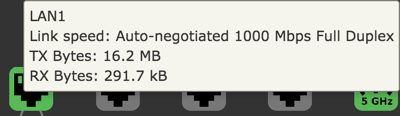 LAN1
Link speed: Auto-negotiated 1000 Mbps Full Duplex
TX Bytes: 16.2 MB
RX Bytes: 291.7 kB
5 GHz